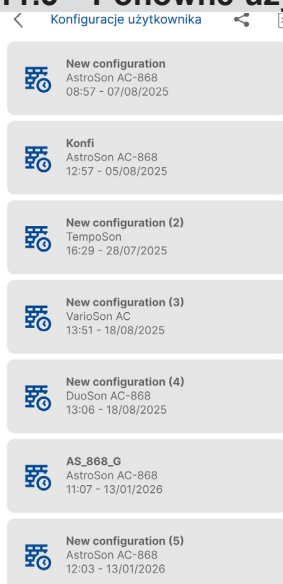 Konfiguracje użytkownika
New configuration
AstroSon AC-868
08:57 - 07/08/2025
Konfi
AstroSon AC-868
12:57 - 05/08/2025
New configuration (2)
TempoSon
16:29 - 28/07/2025
New configuration (3)
VarioSon AC
13:51 - 18/08/2025
New configuration (4)
DuoSon AC-868
13:06 - 18/08/2025
AS_868_G
AstroSon AC-868
11:07 - 13/01/2026
New configuration (5)
AstroSon AC-868
12:03 - 13/01/2026